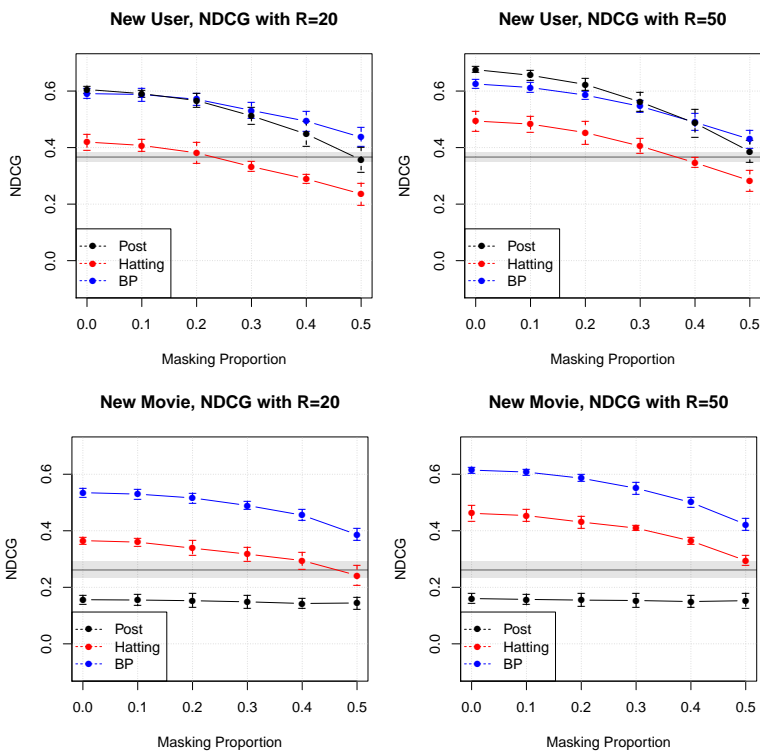 New User, NDCG with R=20
NDCG
0.0 0.2 0.4 0.6
Post
Hatting
BP
0.0 0.1 0.2 0.3 0.4 0.5
Masking Proportion
New User, NDCG with R=50
NDCG
0.0 0.2 0.4 0.6
Post
Hatting
BP
0.0 0.1 0.2 0.3 0.4 0.5
Masking Proportion
New Movie, NDCG with R=20
NDCG
0.0 0.2 0.4 0.6
Post
Hatting
BP
0.0 0.1 0.2 0.3 0.4 0.5
Masking Proportion
New Movie, NDCG with R=50
NDCG
0.0 0.2 0.4 0.6
Post
Hatting
BP
0.0 0.1 0.2 0.3 0.4 0.5
Masking Proportion